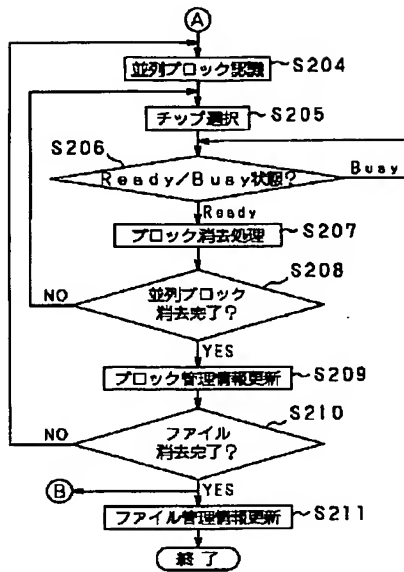 A
並列ブロック認識 S204
チップ選択 S205
S206
Ready/Busy状態? Busy
Ready
ブロック消去処理 S207
S208
NO 並列ブロック
消去完了?
YES
ブロック管理情報更新 S209
S210
NO ファイル
消去完了?
B YES
ファイル管理情報更新 S211
終了